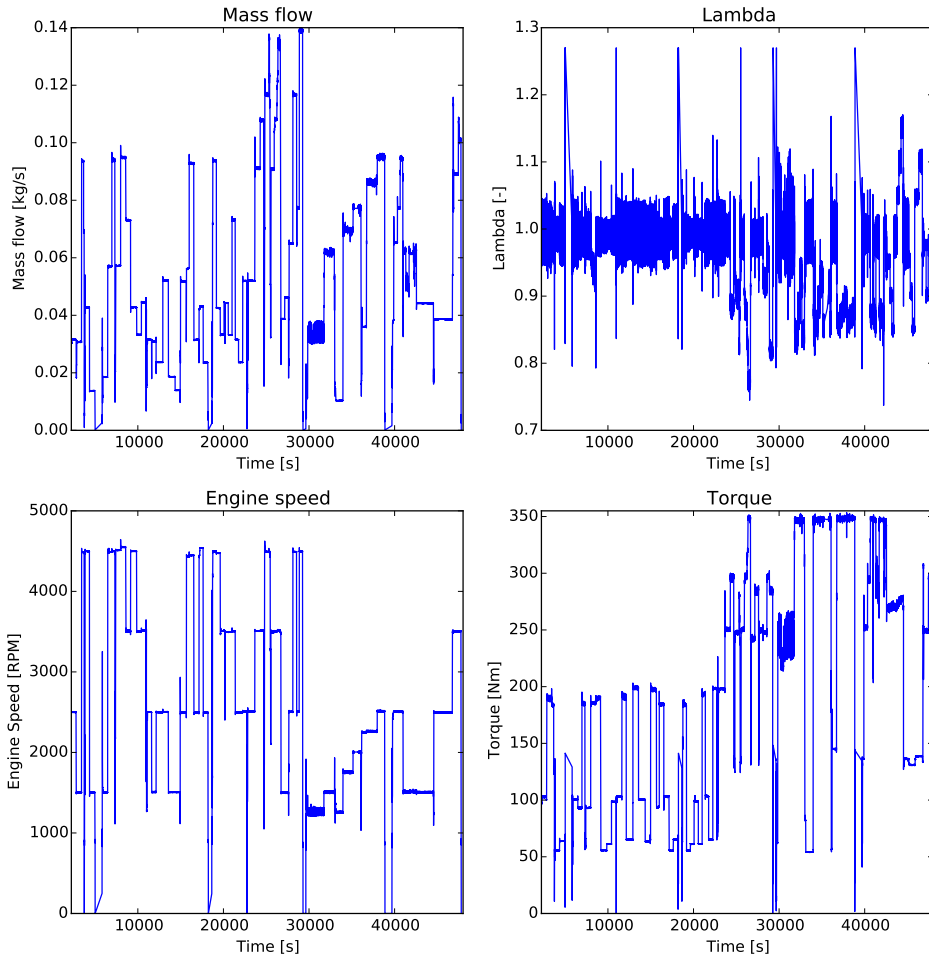 Mass flow
0.14
0.12
0.10
0.08
0.06
0.04
0.02
0.00
Mass flow [kg/s]
10000 20000 30000 40000
Time [s]
Lambda
1.3
1.2
1.1
1.0
0.9
0.8
0.7
Lambda [-]
10000 20000 30000 40000
Time [s]
Engine speed
5000
4000
3000
2000
1000
0
Engine Speed [RPM]
10000 20000 30000 40000
Time [s]
Torque
350
300
250
200
150
100
50
0
Torque [Nm]
10000 20000 30000 40000
Time [s]